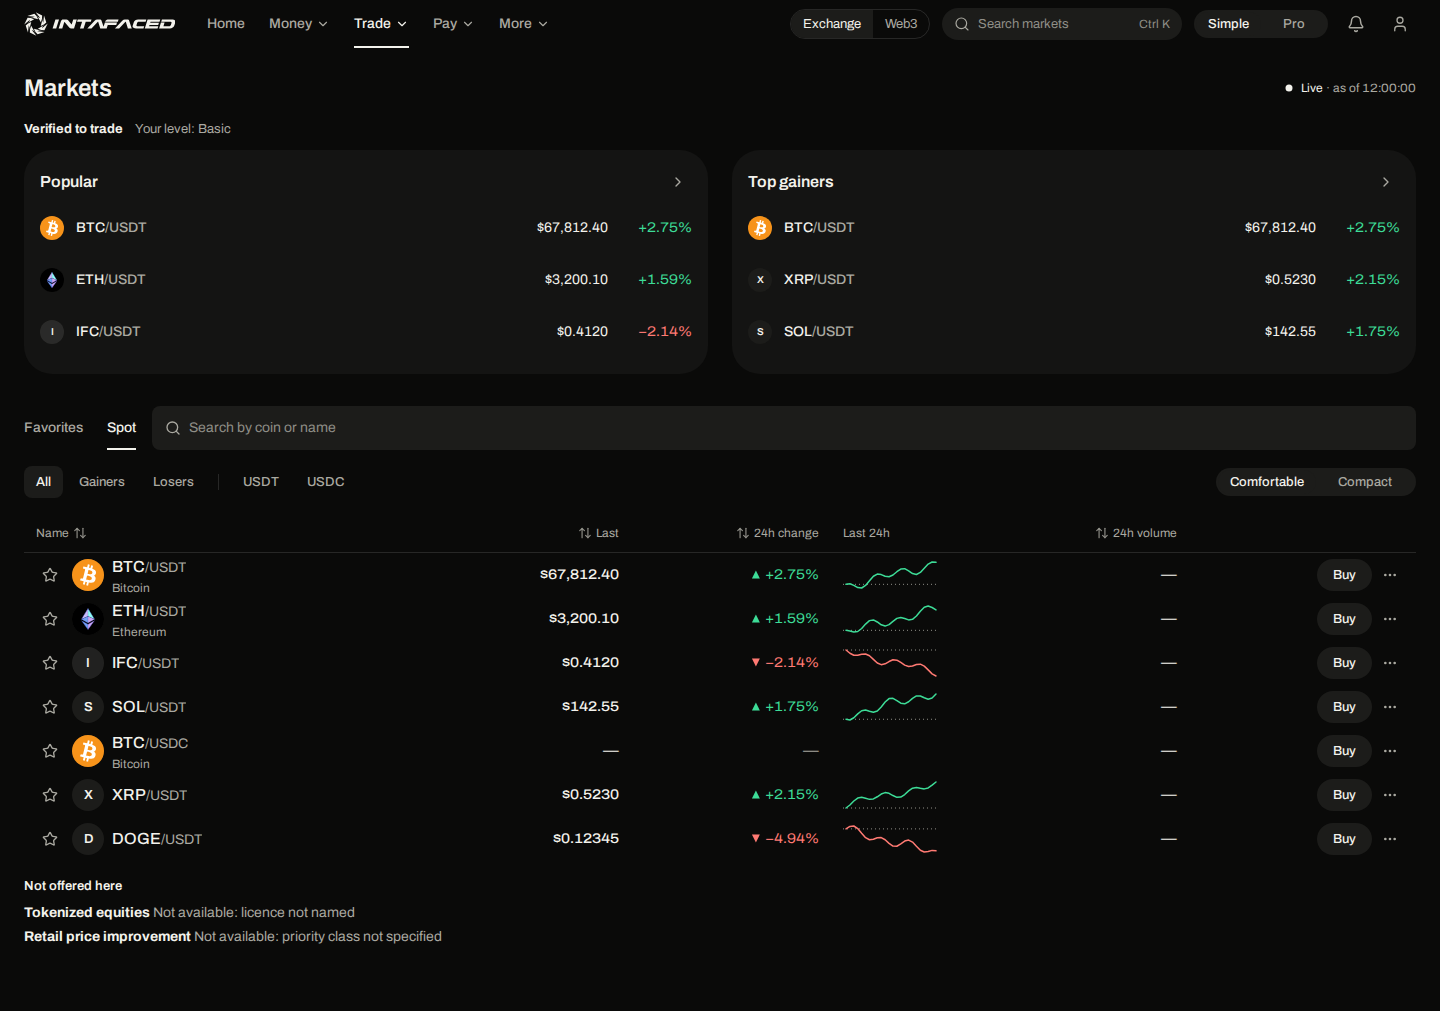 INTAFACED Home Money Trade Pay More Exchange Web3 Search markets Ctrl K Simple Pro
Markets
Live · as of 12:00:00
Verified to trade Your level: Basic
Popular
BTC/USDT $67,812.40 +2.75%
ETH/USDT $3,200.10 +1.59%
I IFC/USDT $0.4120 −2.14%
Top gainers
BTC/USDT $67,812.40 +2.75%
X XRP/USDT $0.5230 +2.15%
S SOL/USDT $142.55 +1.75%
Favorites Spot Search by coin or name
All Gainers Losers USDT USDC Comfortable Compact
Name Last 24h change Last 24h 24h volume
BTC/USDT $67,812.40 ▲ +2.75% — Buy ···
Bitcoin
ETH/USDT $3,200.10 ▲ +1.59% — Buy ···
Ethereum
I IFC/USDT $0.4120 ▼ −2.14% — Buy ···
S SOL/USDT $142.55 ▲ +1.75% — Buy ···
BTC/USDC — — — Buy ···
Bitcoin
X XRP/USDT $0.5230 ▲ +2.15% — Buy ···
D DOGE/USDT $0.12345 ▼ −4.94% — Buy ···
Not offered here
Tokenized equities Not available: licence not named
Retail price improvement Not available: priority class not specified